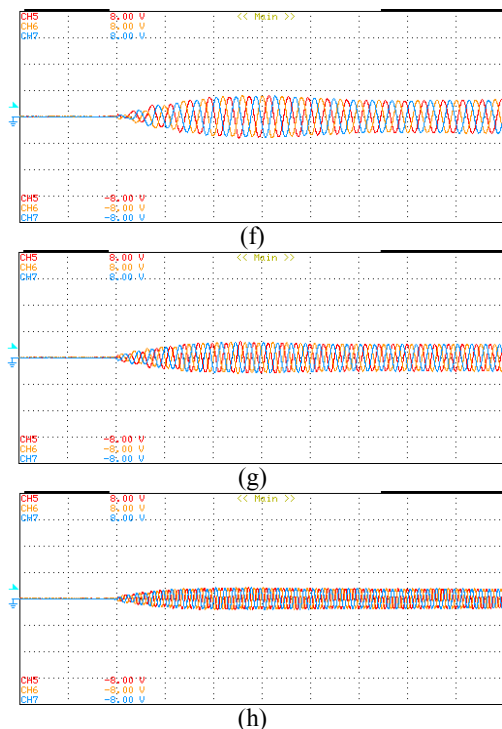 CH5 8.00 V << Main >>
CH6 8.00 V
CH7 8.00 V
CH5 -8.00 V
CH6 -8.00 V
CH7 -8.00 V
(f)
CH5 8.00 V << Main >>
CH6 8.00 V
CH7 8.00 V
CH5 -8.00 V
CH6 -8.00 V
CH7 -8.00 V
(g)
CH5 8.00 V << Main >>
CH6 8.00 V
CH7 8.00 V
CH5 -8.00 V
CH6 -8.00 V
CH7 -8.00 V
(h)